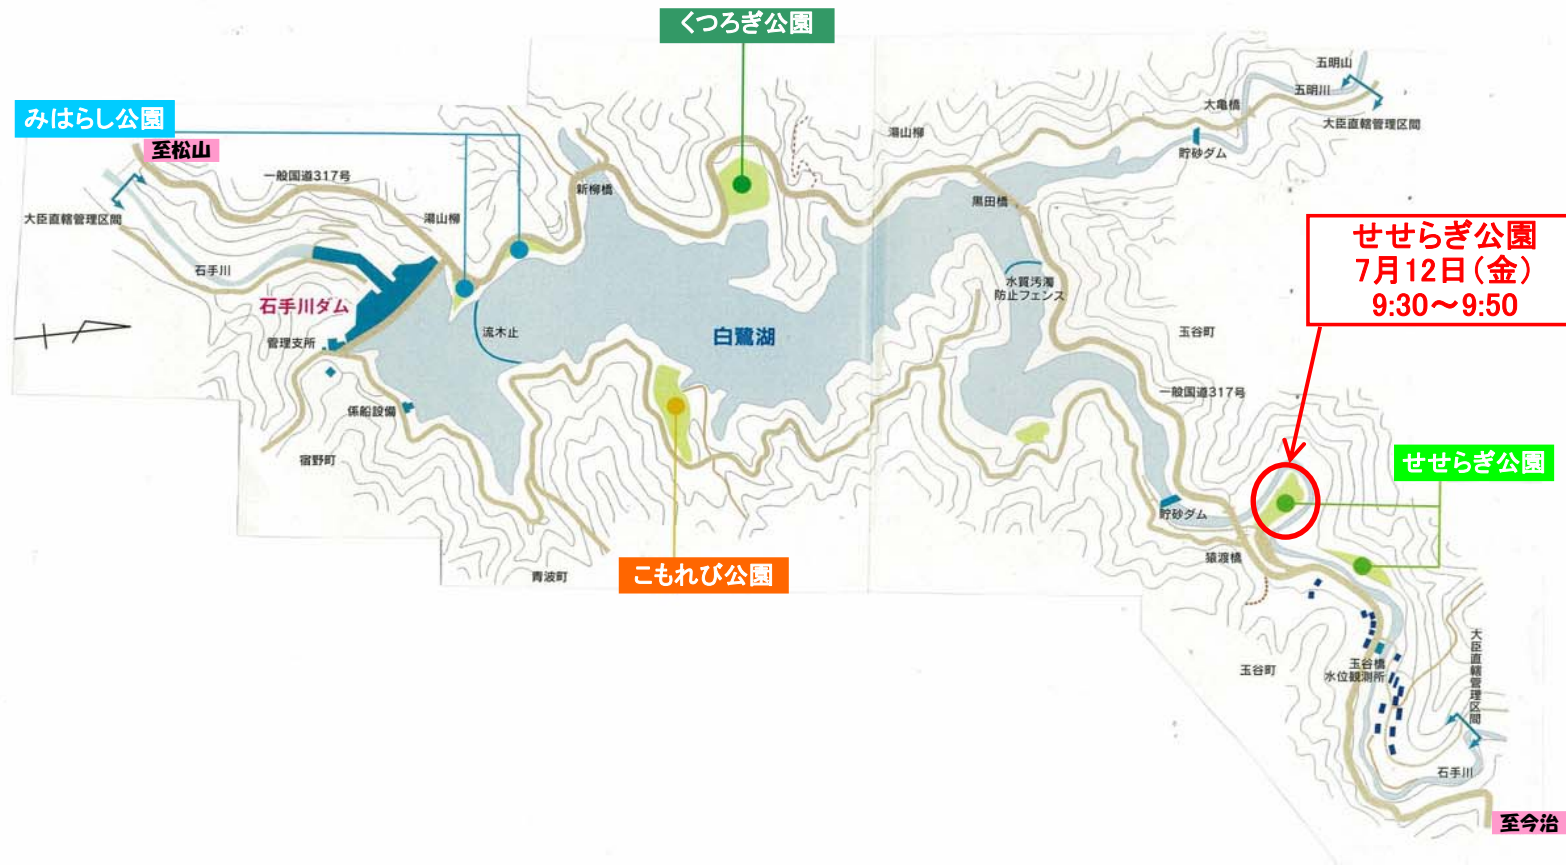 くつろぎ公園
みはらし公園
至松山
一般国道317号
大臣直轄管理区間
湯山柳
石手川
石手川ダム
管理支所
係船設備
宿野町
新柳橋
流木止
白鷺湖
青波町
こもれび公園
湯山柳
黒田橋
水質汚濁
防止フェンス
五明山
五明川
大亀橋
大臣直轄管理区間
貯砂ダム
せせらぎ公園
7月12日(金)
9:30～9:50
玉谷町
一般国道317号
せせらぎ公園
貯砂ダム
猿渡橋
玉谷町
玉谷橋
水位観測所
大臣直轄管理区間
石手川
至今治